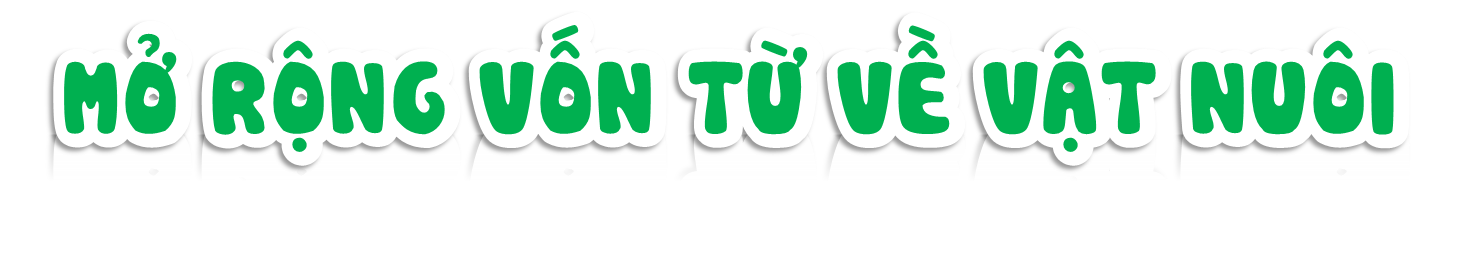 MỞ RỘNG VỐN TỪ VỀ VẬT NUÔI